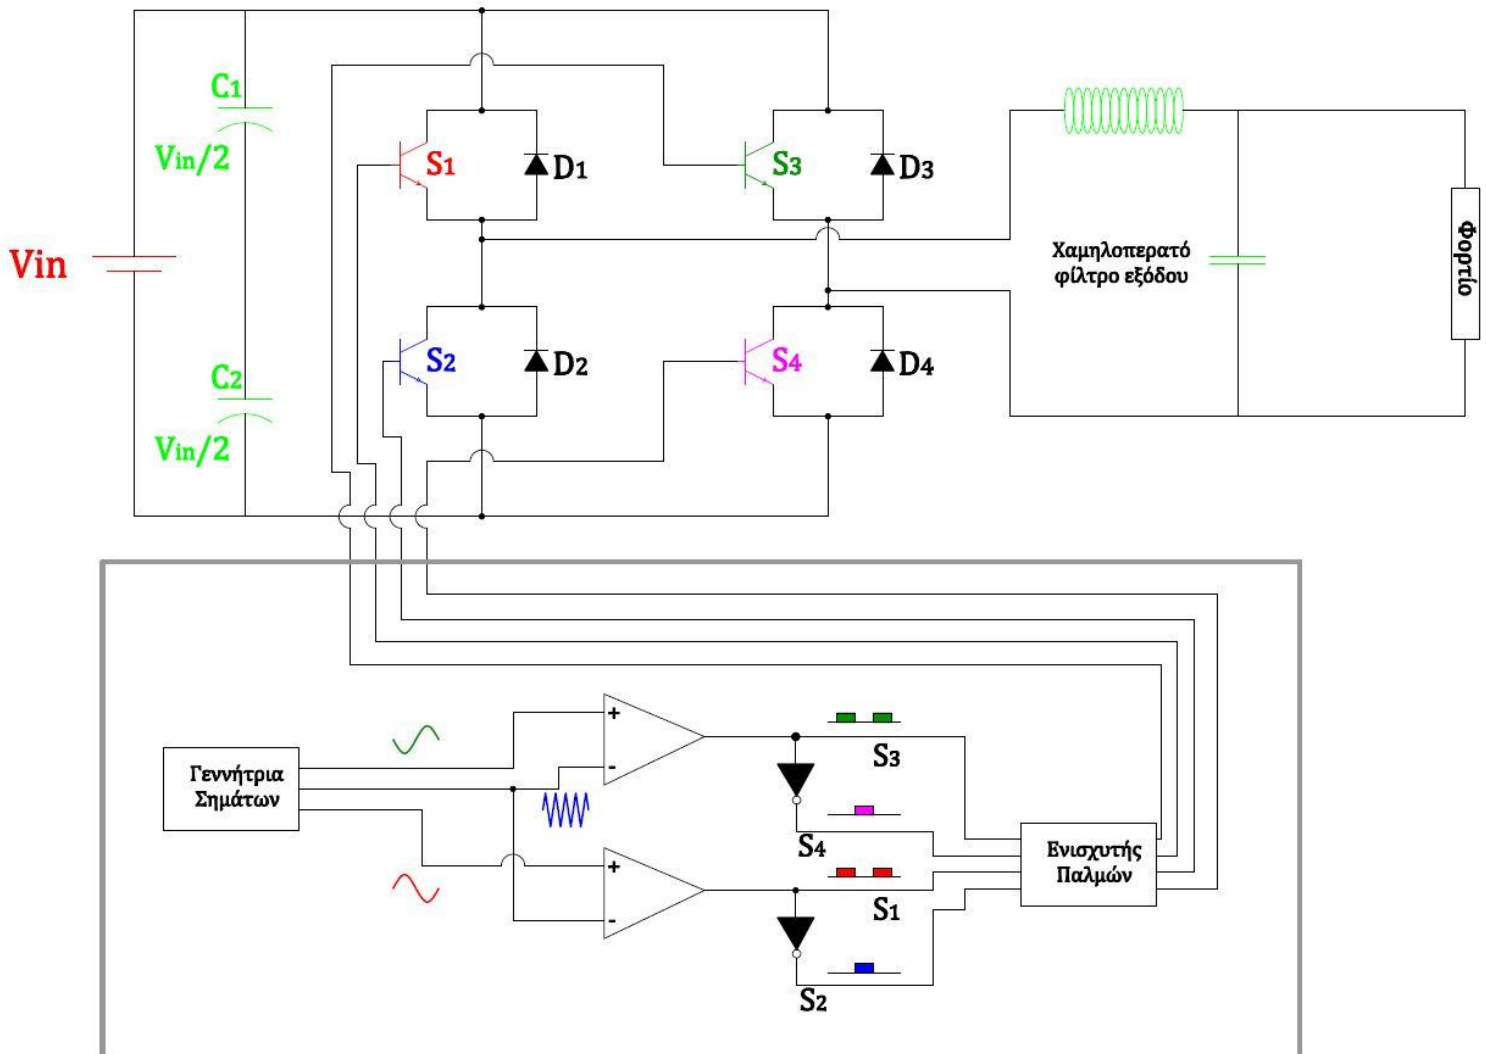 C1
Vin/2
S1
D1
S3
D3
Vin
Χαμηλοπερατό
φίλτρο εξόδου
Φορτίο
C2
Vin/2
S2
D2
S4
D4
+
-
S3
Γεννήτρια
Σημάτων
S4
Ενισχυτής
Παλμών
+
-
S1
S2